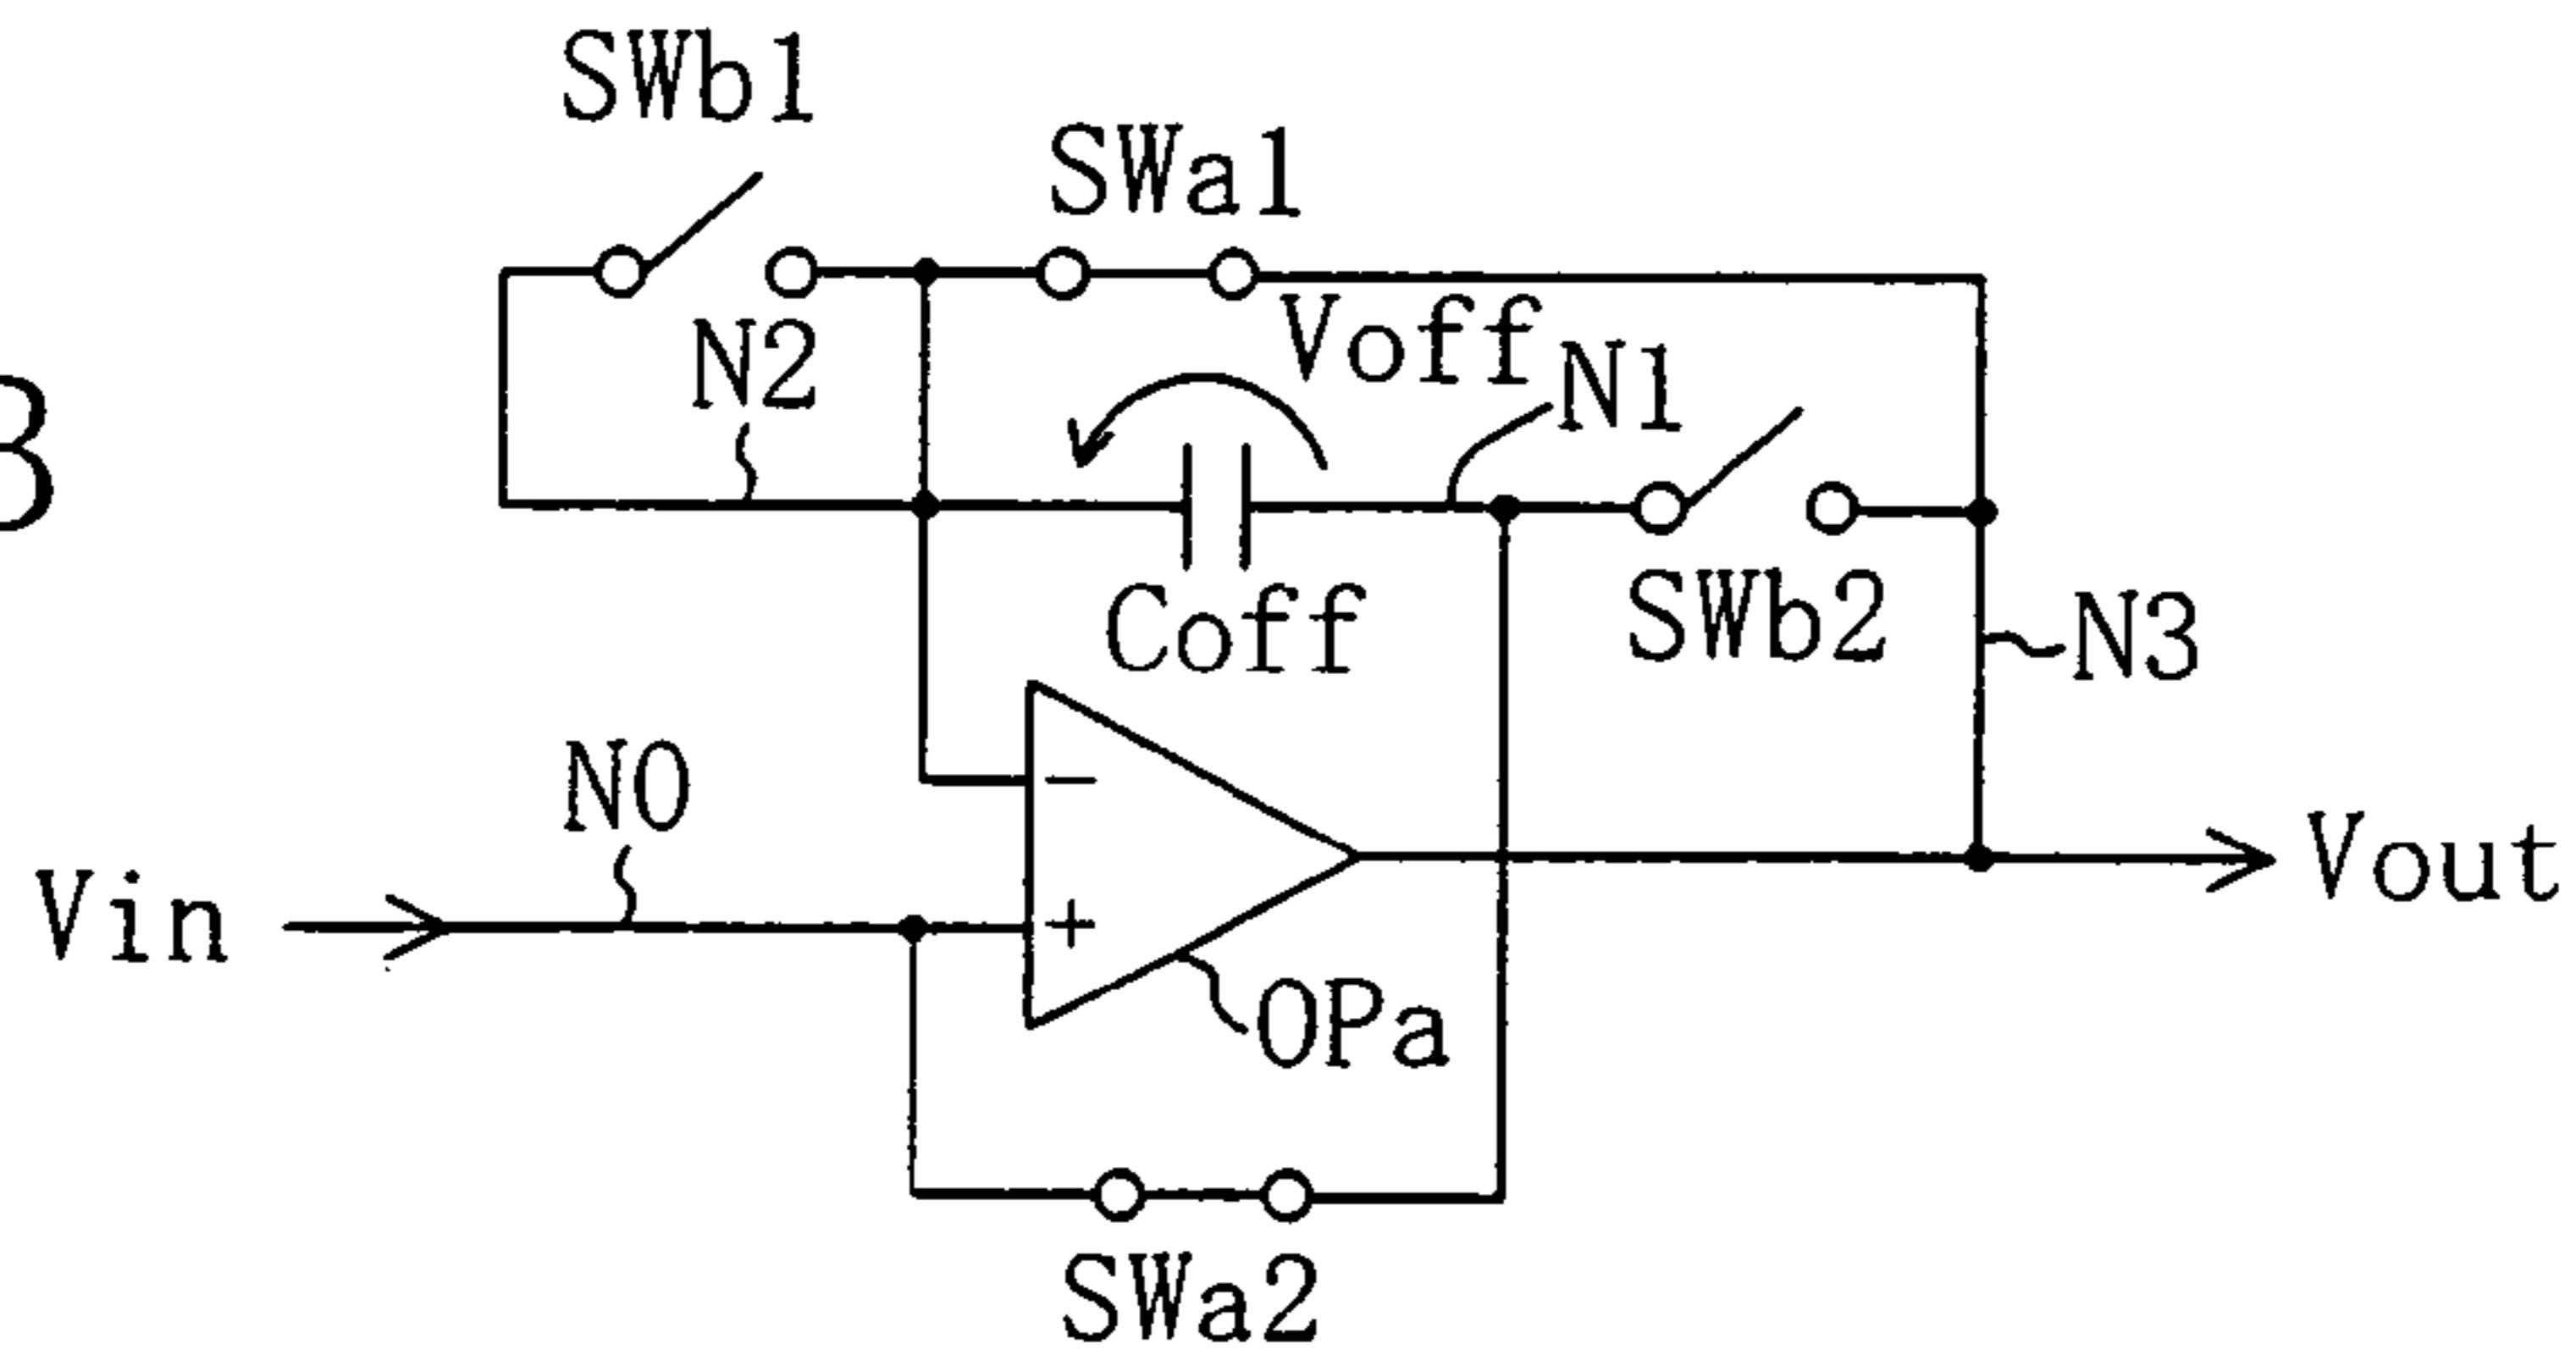 SWb1
SWa1
Voff
N1
N2
B
Coff
SWb2
N3
N0
−
+
Vin
Vout
OPa
SWa2